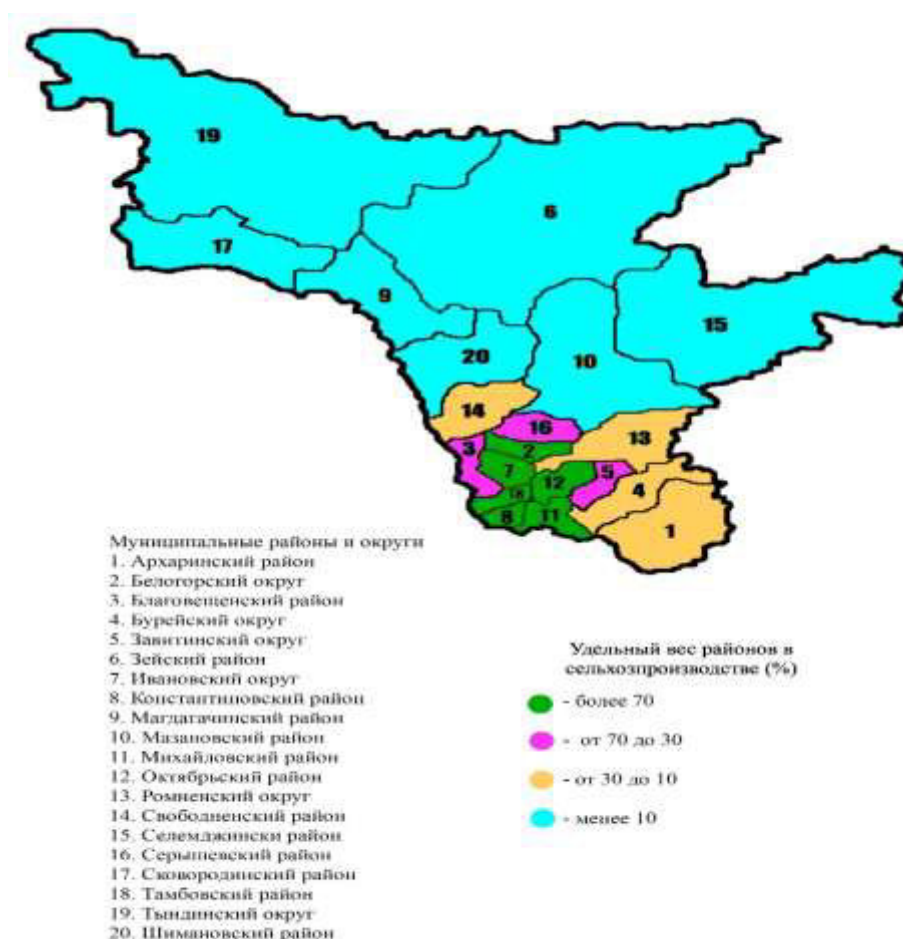 19
6
17
9
15
20
10
14
16
13
3
2
7
12
5
4
18
8
11
1
Муниципальные районы и округи
1. Архаринский район
2. Белогорский округ
3. Благовещенский район
4. Бурейский округ
5. Завитинский округ
6. Зейский район
7. Ивановский округ
8. Константиновский район
9. Магдагачинский район
10. Мазановский район
11. Михайловский район
12. Октябрьский район
13. Ромненский округ
14. Свободненский район
15. Селемджински район
16. Серышевский район
17. Сковородинский район
18. Тамбовский район
19. Тындинский округ
20. Шимановский район
Удельный вес районов в
сельхозпроизводстве (%)
- более 70
- от 70 до 30
- от 30 до 10
- менее 10